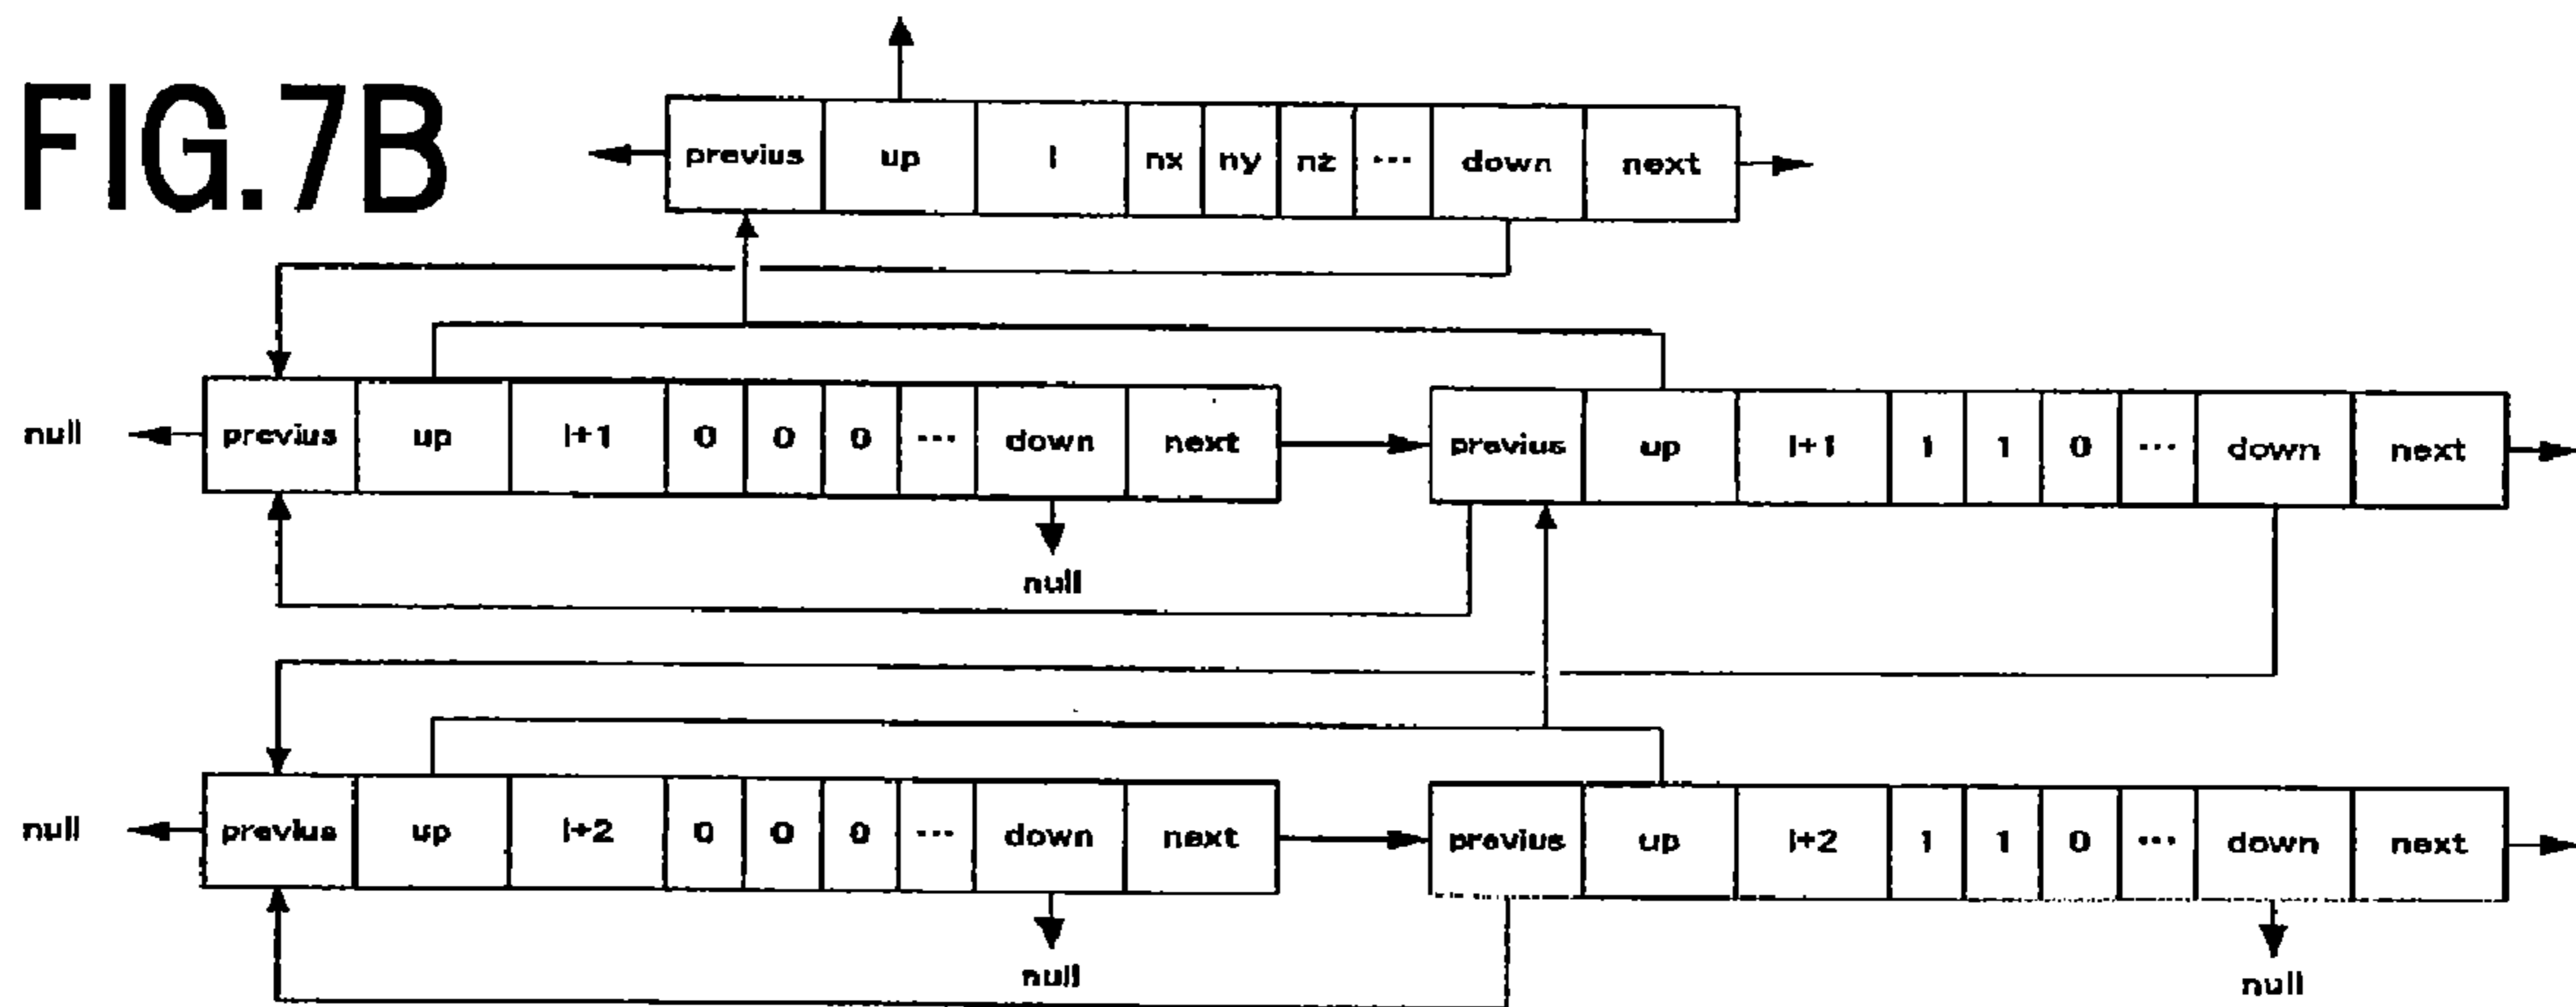 FIG.7B
previus up l nx ny nz ... down next
null previus up l+1 0 0 0 ... down next previus up l+1 1 1 0 ... down next
null
null previus up l+2 0 0 0 ... down next previus up l+2 1 1 0 ... down next
null null